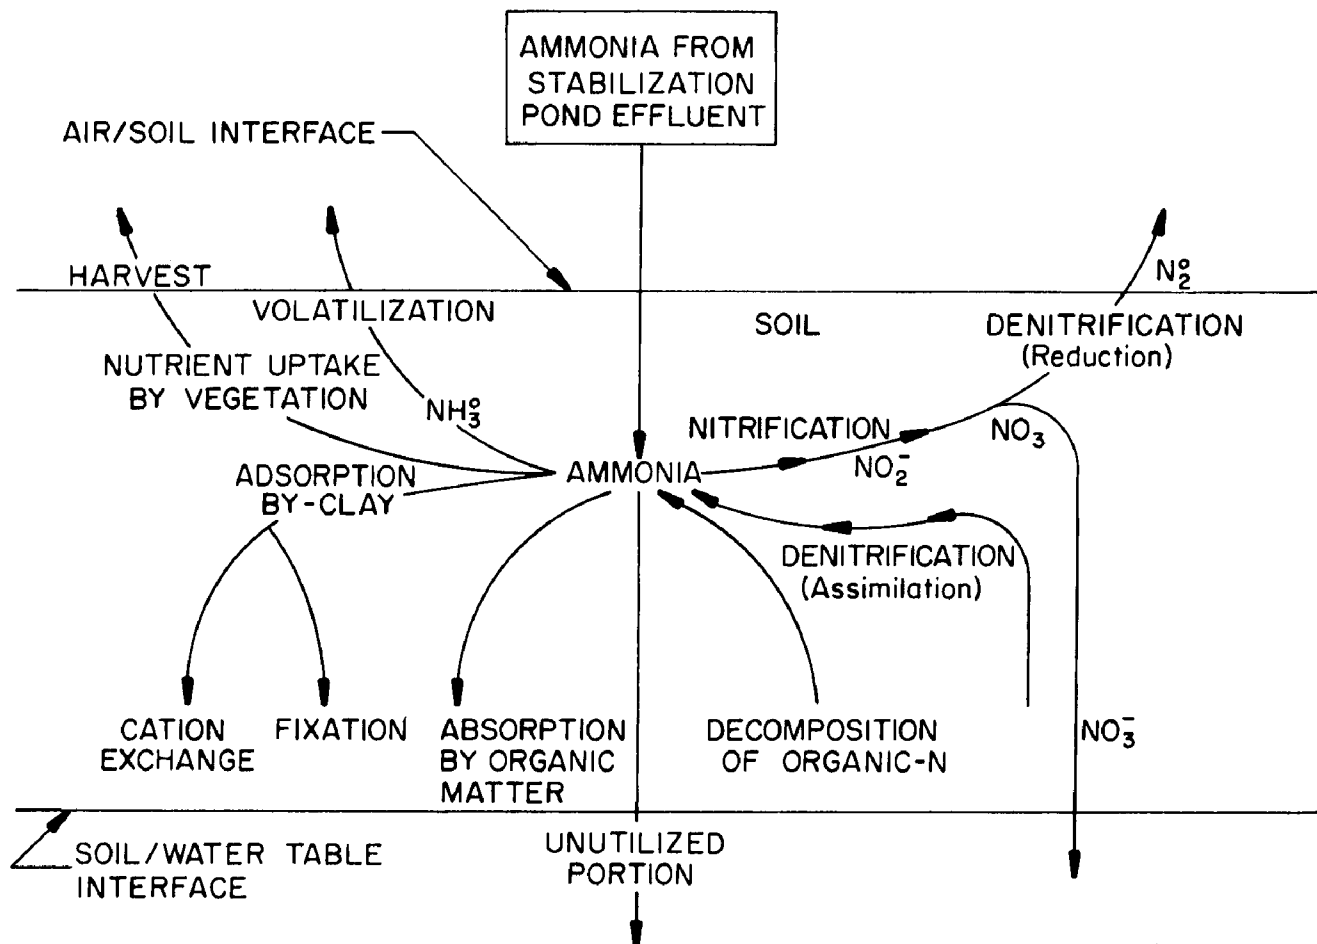 AMMONIA FROM
STABILIZATION
POND EFFLUENT
AIR/SOIL INTERFACE
HARVEST
N₂°
VOLATILIZATION
SOIL
DENITRIFICATION
(Reduction)
NUTRIENT UPTAKE
BY VEGETATION
NH₃°
NITRIFICATION
NO₃
NO₂⁻
AMMONIA
ADSORPTION
BY-CLAY
DENITRIFICATION
(Assimilation)
CATION
EXCHANGE
FIXATION
ABSORPTION
BY ORGANIC
MATTER
DECOMPOSITION
OF ORGANIC-N
NO₃⁻
SOIL/WATER TABLE
INTERFACE
UNUTILIZED
PORTION